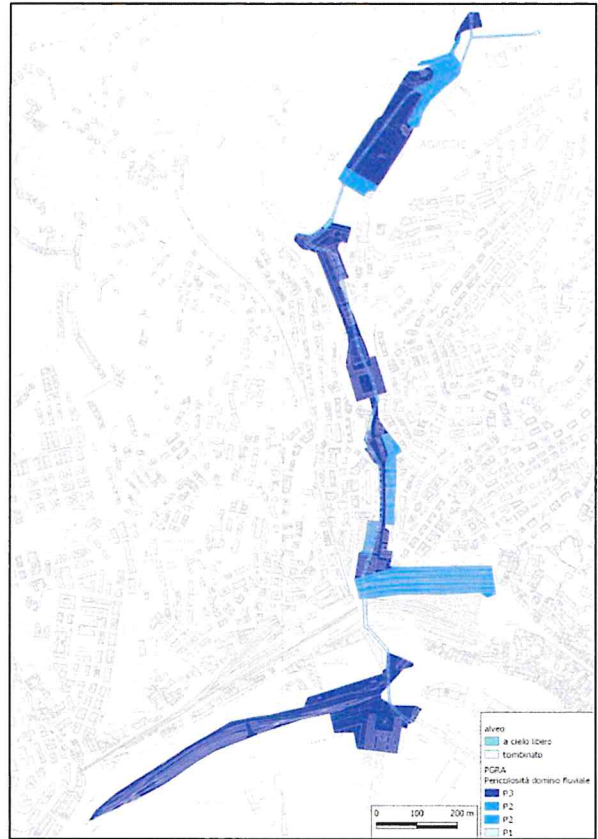 alveo
a cielo libero
tombinato
PGRA
Pericolosità dominio fluviale
P3
P2
P2
P1
0 100 200 m